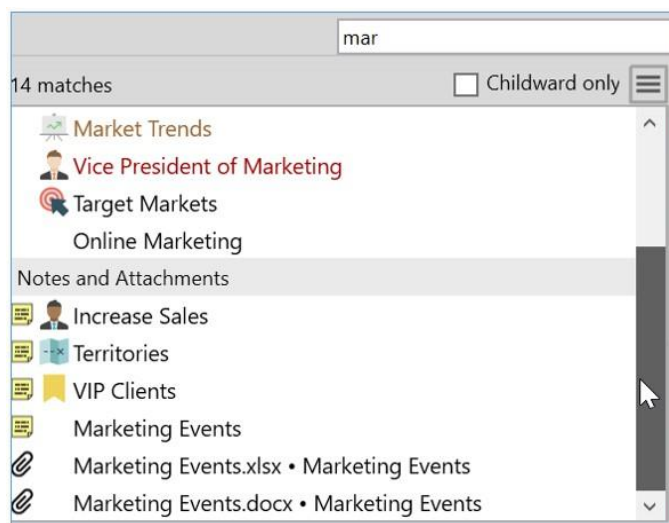 mar
14 matches
Childward only
Market Trends
Vice President of Marketing
Target Markets
Online Marketing
Notes and Attachments
Increase Sales
Territories
VIP Clients
Marketing Events
Marketing Events.xlsx • Marketing Events
Marketing Events.docx • Marketing Events